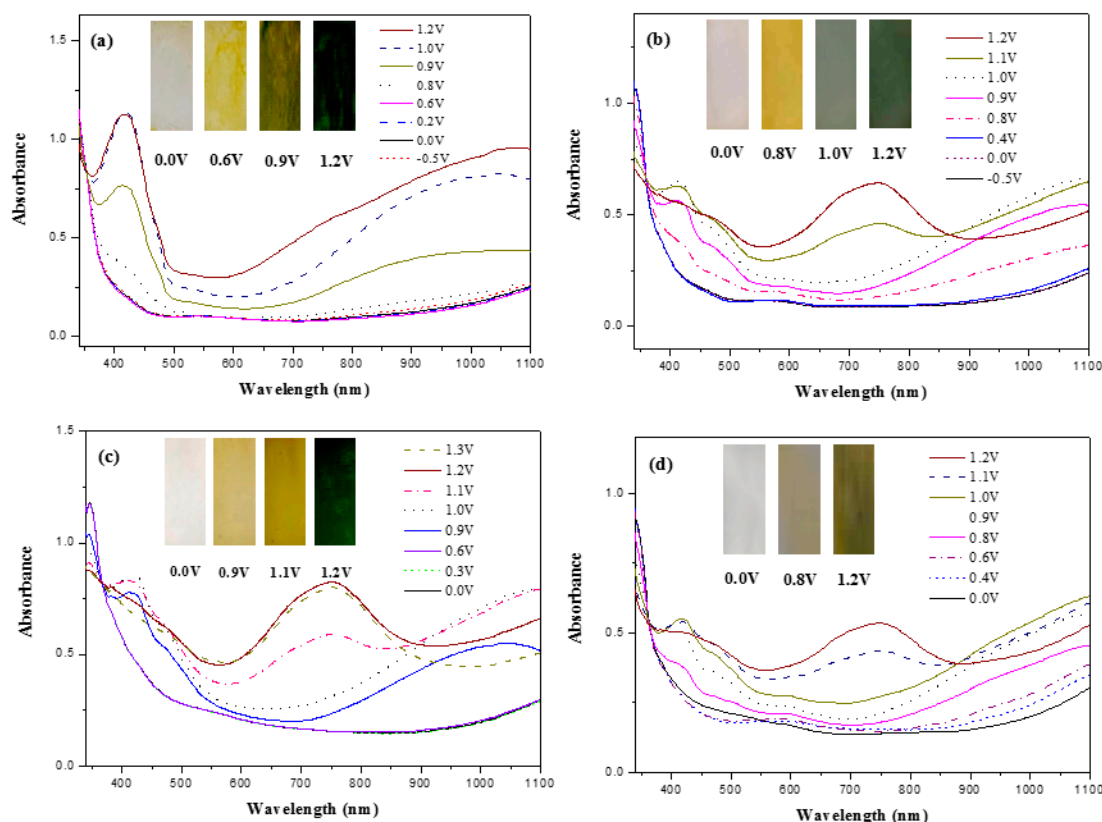 (a)
0.0V 0.6V 0.9V 1.2V
1.2V
1.0V
0.9V
0.8V
0.6V
0.2V
0.0V
-0.5V
1.5
1.0
0.5
0.0
Absorbance
400 500 600 700 800 900 1000 1100
Wavelength (nm)
(b)
0.0V 0.8V 1.0V 1.2V
1.2V
1.1V
1.0V
0.9V
0.8V
0.4V
0.0V
-0.5V
1.0
0.5
0.0
Absorbance
400 500 600 700 800 900 1000 1100
Wavelength (nm)
(c)
0.0V 0.9V 1.1V 1.2V
1.3V
1.2V
1.1V
1.0V
0.9V
0.6V
0.3V
0.0V
1.5
1.0
0.5
0.0
Absorbance
400 500 600 700 800 900 1000 1100
Wavelength (nm)
(d)
0.0V 0.8V 1.2V
1.2V
1.1V
1.0V
0.9V
0.8V
0.6V
0.4V
0.0V
1.0
0.5
0.0
Absorbance
400 500 600 700 800 900 1000 1100
Wavelength (nm)